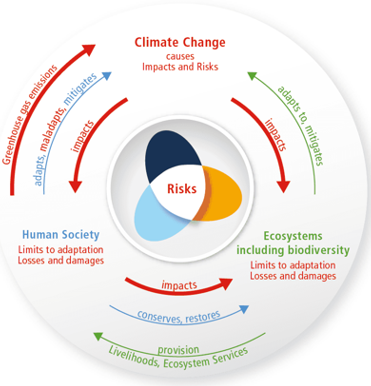 Climate Change
causes
Impacts and Risks
Greenhouse gas emissions
adapts, maladapts, mitigates
impacts
impacts
adapts to, mitigates
Risks
Human Society
Limits to adaptation
Losses and damages
Ecosystems
including biodiversity
Limits to adaptation
Losses and damages
impacts
conserves, restores
provision
Livelihoods, Ecosystem Services